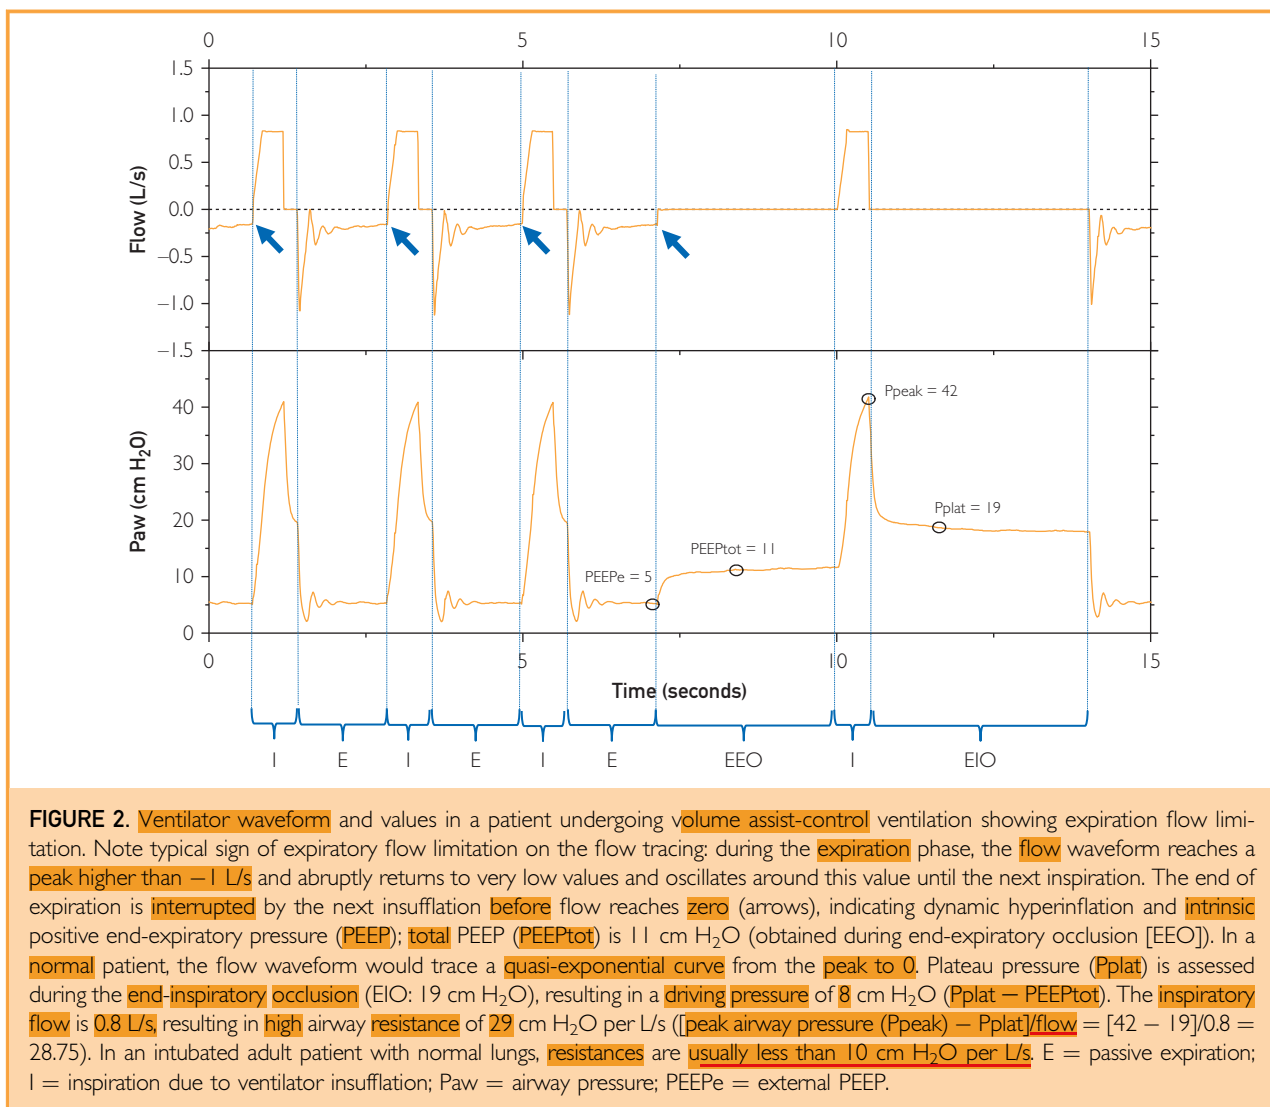 0 5 10 15
1.5
1.0
0.5
0.0
−0.5
−1.0
−1.5
Flow (L/s)
40
30
20
10
0
Paw (cm H₂O)
Ppeak = 42
Pplat = 19
PEEPtot = 11
PEEPe = 5
0 5 10 15
Time (seconds)
I E I E I E EEO I EIO
FIGURE 2. Ventilator waveform and values in a patient undergoing volume assist-control ventilation showing expiration flow limi-
tation. Note typical sign of expiratory flow limitation on the flow tracing: during the expiration phase, the flow waveform reaches a
peak higher than −1 L/s and abruptly returns to very low values and oscillates around this value until the next inspiration. The end of
expiration is interrupted by the next insufflation before flow reaches zero (arrows), indicating dynamic hyperinflation and intrinsic
positive end-expiratory pressure (PEEP); total PEEP (PEEPtot) is 11 cm H₂O (obtained during end-expiratory occlusion [EEO]). In a
normal patient, the flow waveform would trace a quasi-exponential curve from the peak to 0. Plateau pressure (Pplat) is assessed
during the end-inspiratory occlusion (EIO: 19 cm H₂O), resulting in a driving pressure of 8 cm H₂O (Pplat − PEEPtot). The inspiratory
flow is 0.8 L/s, resulting in high airway resistance of 29 cm H₂O per L/s ([peak airway pressure (Ppeak) − Pplat]/flow = [42 − 19]/0.8 =
28.75). In an intubated adult patient with normal lungs, resistances are usually less than 10 cm H₂O per L/s. E = passive expiration;
I = inspiration due to ventilator insufflation; Paw = airway pressure; PEEPe = external PEEP.